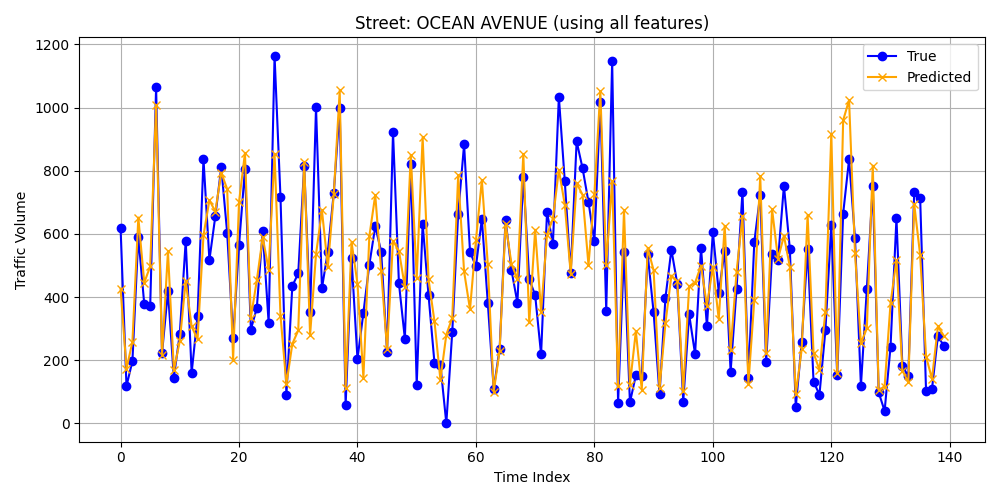 Street: OCEAN AVENUE (using all features)
True
Predicted
Traffic Volume
1200
1000
800
600
400
200
0
0 20 40 60 80 100 120 140
Time Index